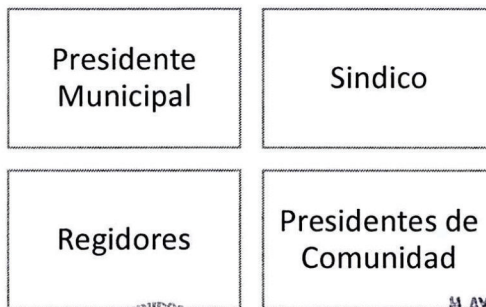 Presidente
Municipal
Sindico
Regidores
Presidentes de
Comunidad